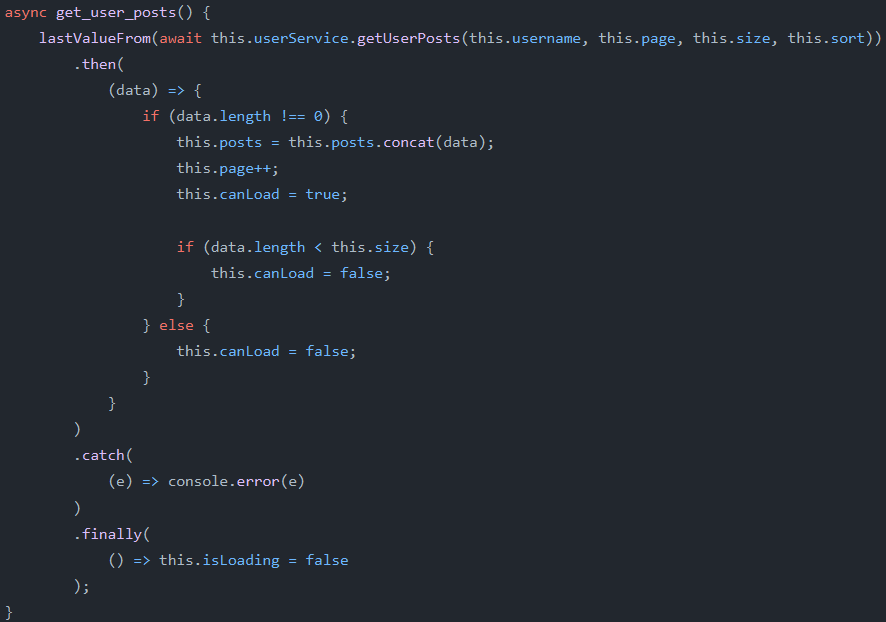 async get_user_posts() {
    lastValueFrom(await this.userService.getUserPosts(this.username, this.page, this.size, this.sort))
        .then(
            (data) => {
                if (data.length !== 0) {
                    this.posts = this.posts.concat(data);
                    this.page++;
                    this.canLoad = true;

                    if (data.length < this.size) {
                        this.canLoad = false;
                    }
                } else {
                    this.canLoad = false;
                }
            }
        )
        .catch(
            (e) => console.error(e)
        )
        .finally(
            () => this.isLoading = false
        );
}